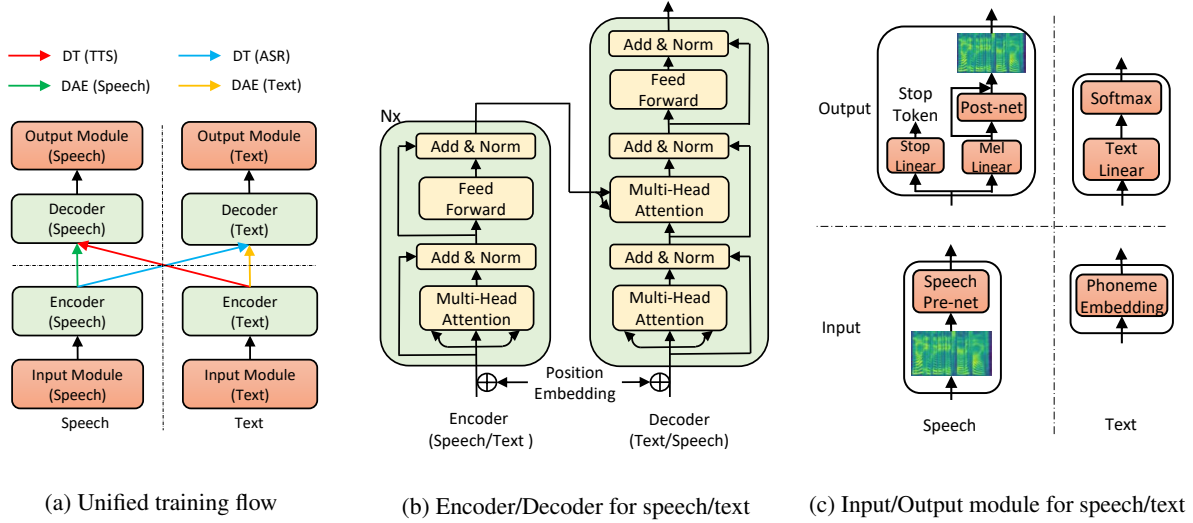 DT (TTS)
DT (ASR)
DAE (Speech)
DAE (Text)
Output Module
(Speech)
Output Module
(Text)
Decoder
(Speech)
Decoder
(Text)
Encoder
(Speech)
Encoder
(Text)
Input Module
(Speech)
Input Module
(Text)
Speech
Text
(a) Unified training flow
Nx
Add & Norm
Feed
Forward
Add & Norm
Multi-Head
Attention
Add & Norm
Feed
Forward
Add & Norm
Multi-Head
Attention
Add & Norm
Multi-Head
Attention
Position
Embedding
Encoder
(Speech/Text )
Decoder
(Text/Speech)
(b) Encoder/Decoder for speech/text
Output
Stop
Token
Post-net
Stop
Linear
Mel
Linear
Softmax
Text
Linear
Input
Speech
Pre-net
Phoneme
Embedding
Speech
Text
(c) Input/Output module for speech/text